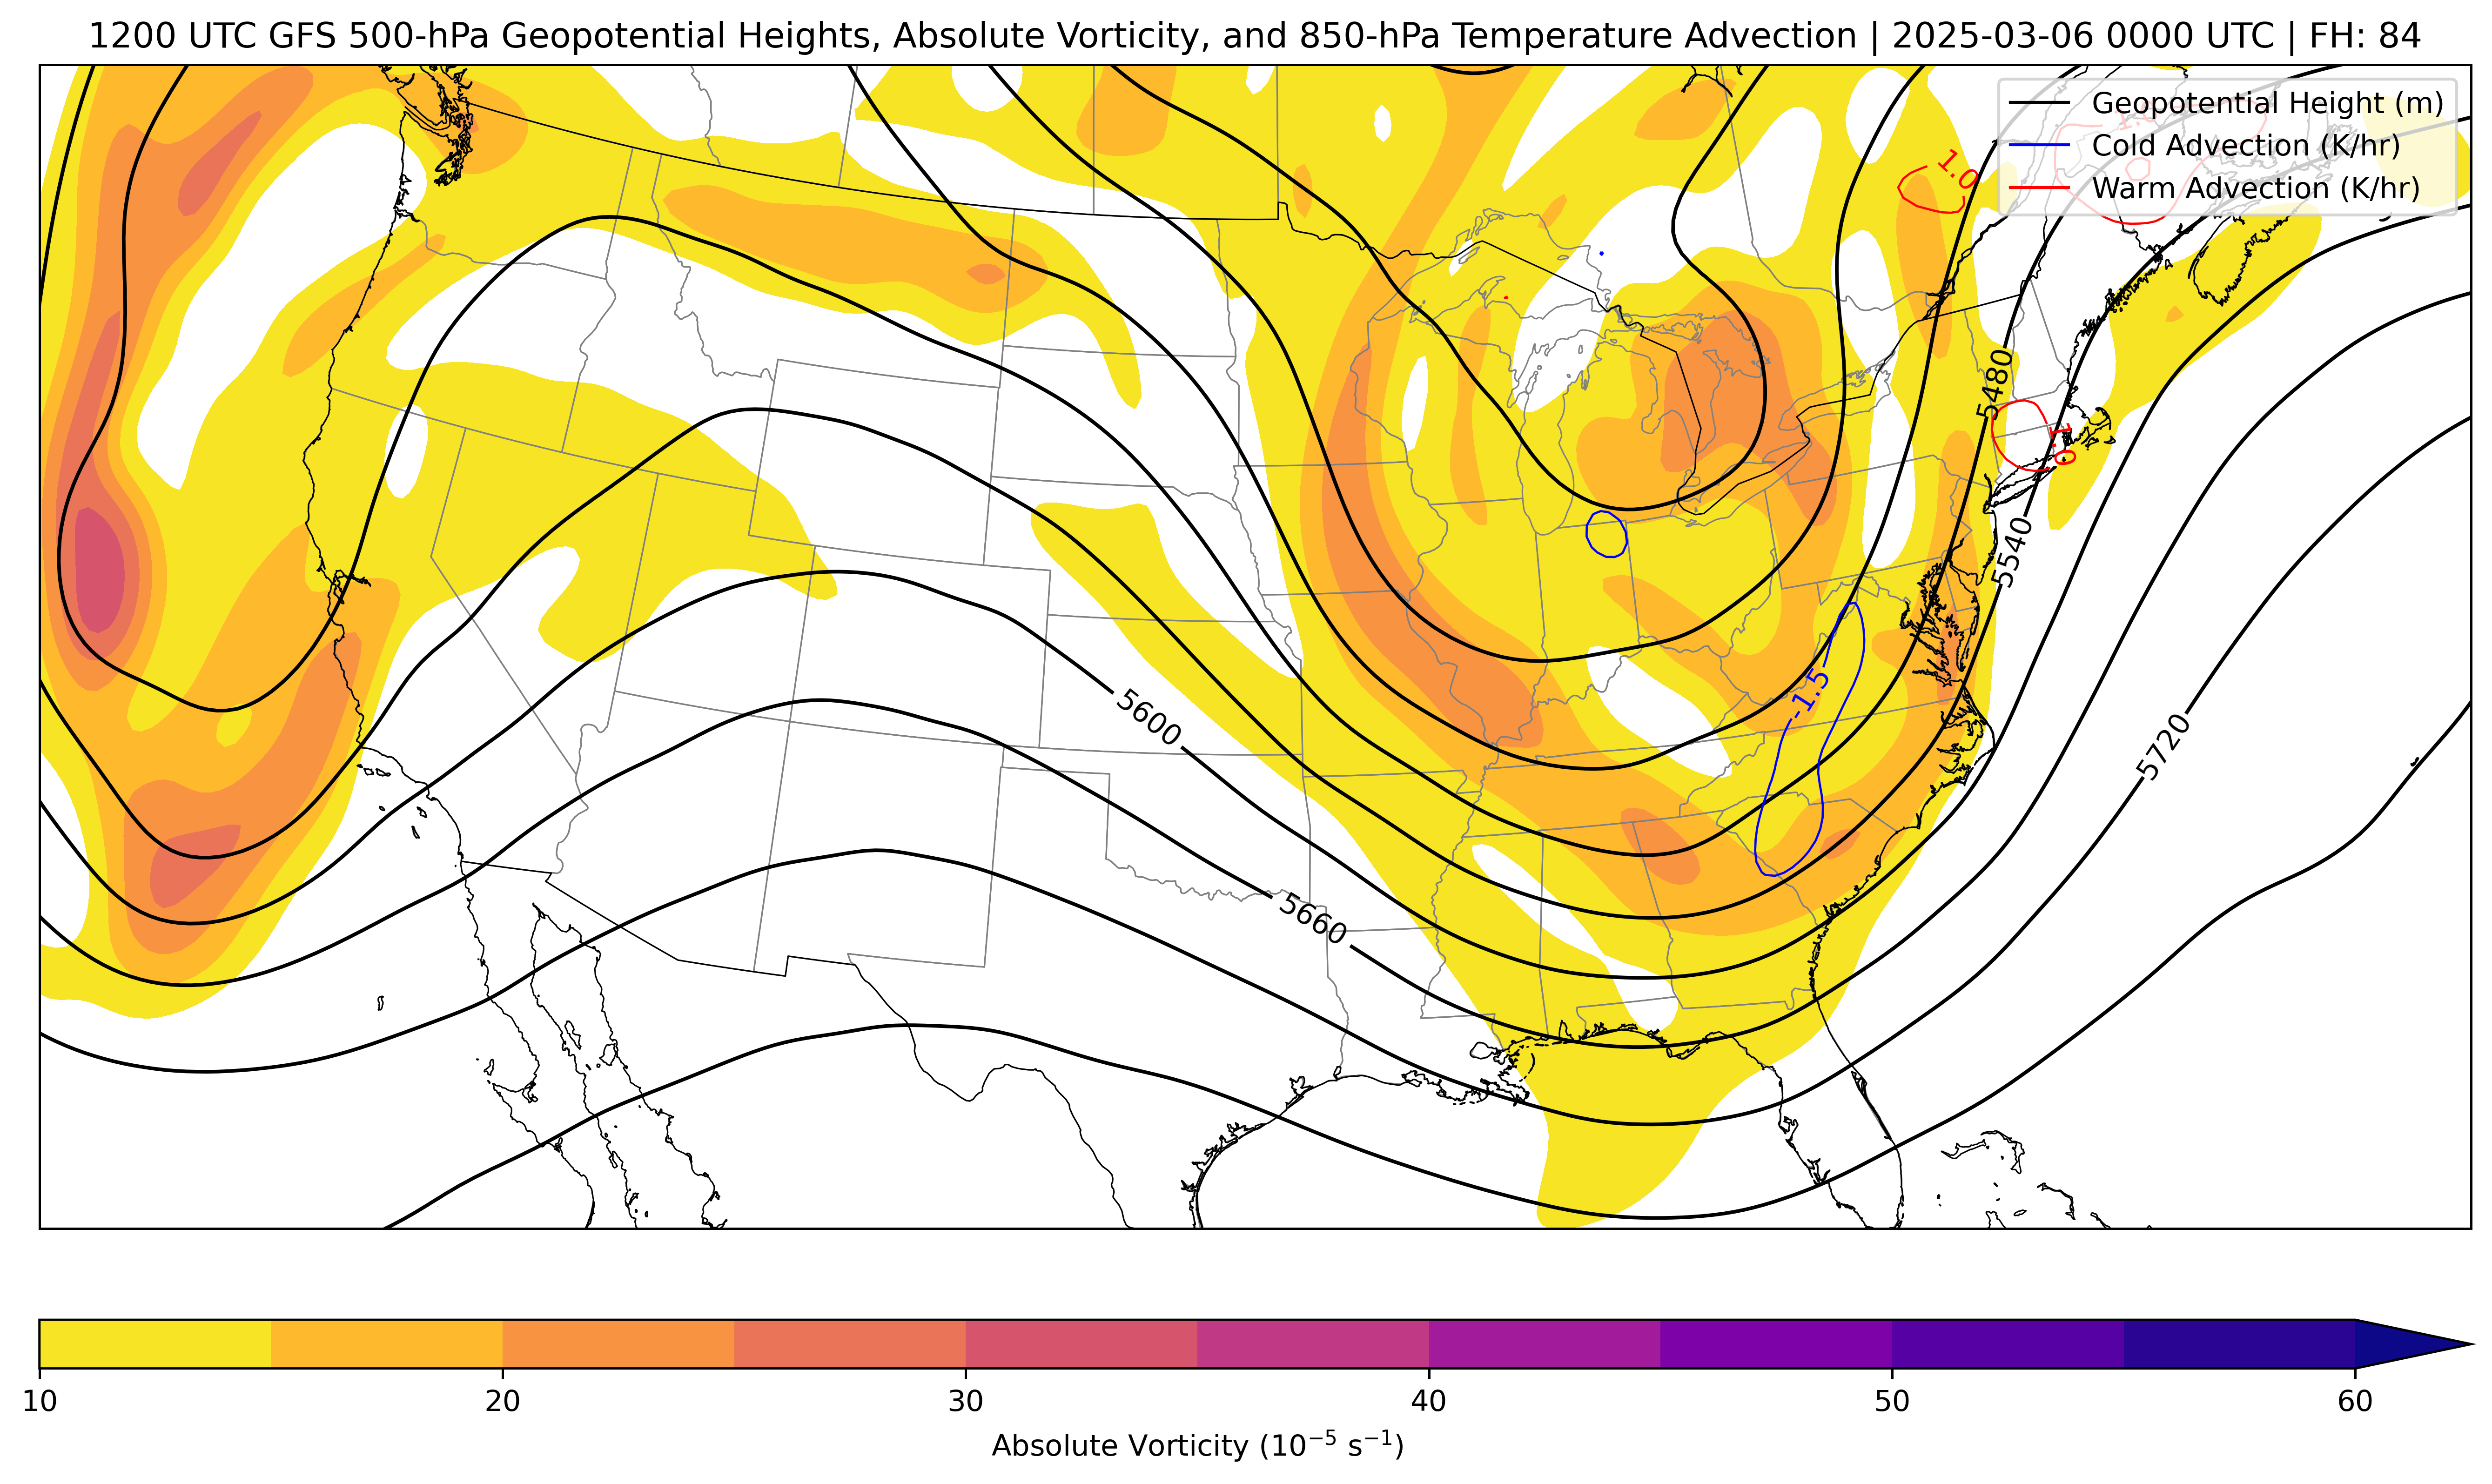 1200 UTC GFS 500-hPa Geopotential Heights, Absolute Vorticity, and 850-hPa Temperature Advection | 2025-03-06 0000 UTC | FH: 84
Geopotential Height (m)
Cold Advection (K/hr)
Warm Advection (K/hr)
1.0
5480
1.0
5540
-1.5
5600
5720
5660
10 20 30 40 50 60
Absolute Vorticity (10⁻⁵ s⁻¹)